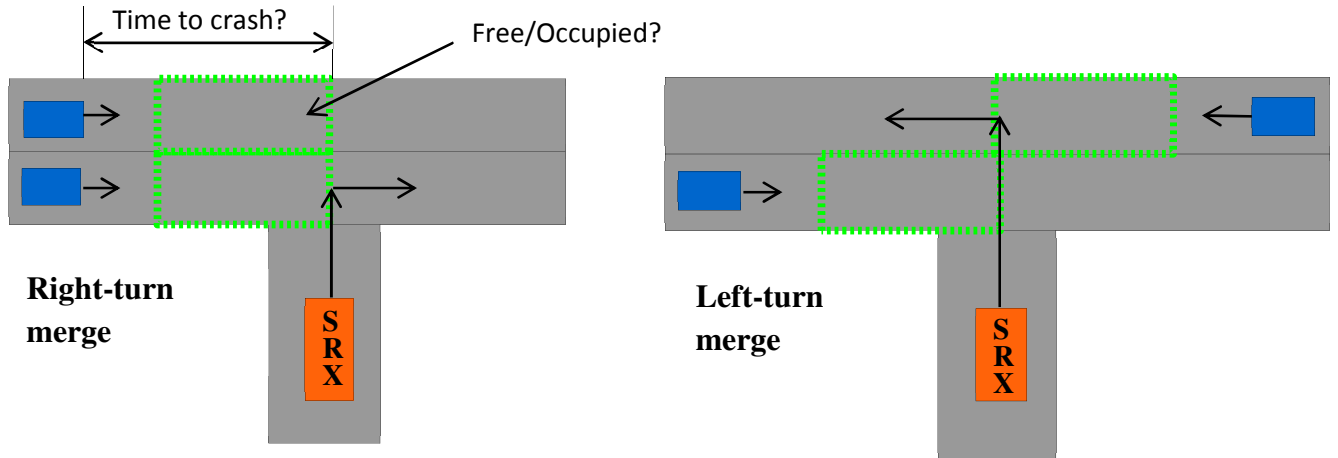 Time to crash?
Free/Occupied?
Right-turn
merge
S
R
X
Left-turn
merge
S
R
X